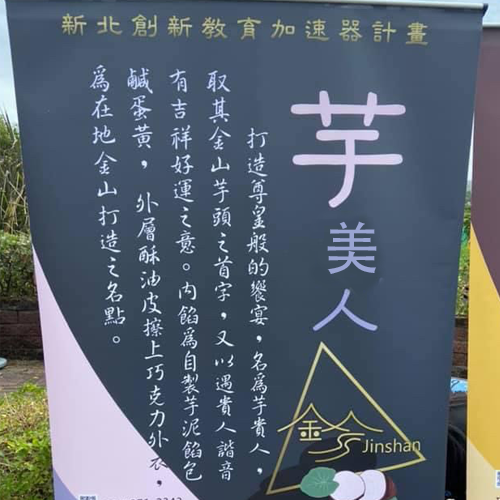 新北創新教育加速器計畫
芋美人
打造尊皇般的饗宴，名為芋貴人，
取其金山芋頭之首字，又以遇貴人諧音
有吉祥好運之意。內餡為自製芋泥餡包
鹹蛋黃，外層酥油皮擦上巧克力外衣，
為在地金山打造之名點。
金山
Jinshan